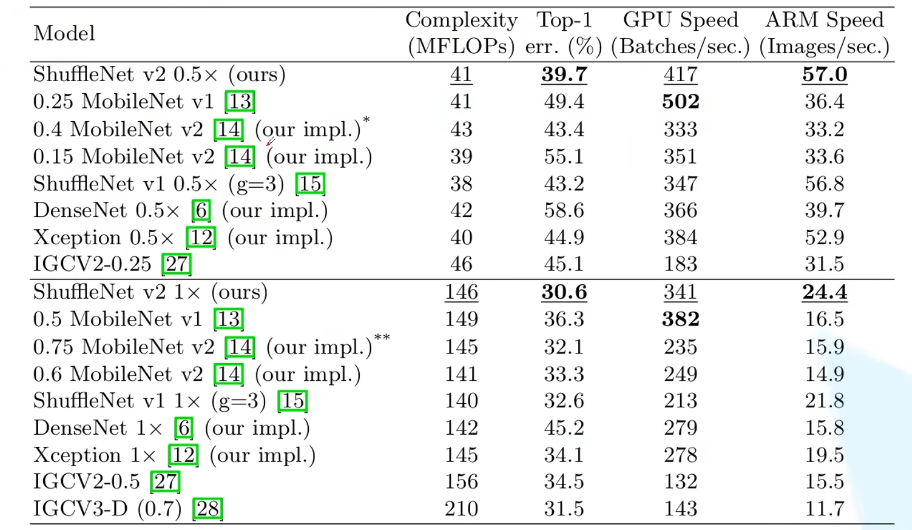 Model Complexity Top-1 GPU Speed ARM Speed
(MFLOPs) err. (%) (Batches/sec.) (Images/sec.)
ShuffleNet v2 0.5× (ours) 41 39.7 417 57.0
0.25 MobileNet v1 [13] 41 49.4 502 36.4
0.4 MobileNet v2 [14] (our impl.)* 43 43.4 333 33.2
0.15 MobileNet v2 [14] (our impl.) 39 55.1 351 33.6
ShuffleNet v1 0.5× (g=3) [15] 38 43.2 347 56.8
DenseNet 0.5× [6] (our impl.) 42 58.6 366 39.7
Xception 0.5× [12] (our impl.) 40 44.9 384 52.9
IGCV2-0.25 [27] 46 45.1 183 31.5
ShuffleNet v2 1× (ours) 146 30.6 341 24.4
0.5 MobileNet v1 [13] 149 36.3 382 16.5
0.75 MobileNet v2 [14] (our impl.)** 145 32.1 235 15.9
0.6 MobileNet v2 [14] (our impl.) 141 33.3 249 14.9
ShuffleNet v1 1× (g=3) [15] 140 32.6 213 21.8
DenseNet 1× [6] (our impl.) 142 45.2 279 15.8
Xception 1× [12] (our impl.) 145 34.1 278 19.5
IGCV2-0.5 [27] 156 34.5 132 15.5
IGCV3-D (0.7) [28] 210 31.5 143 11.7